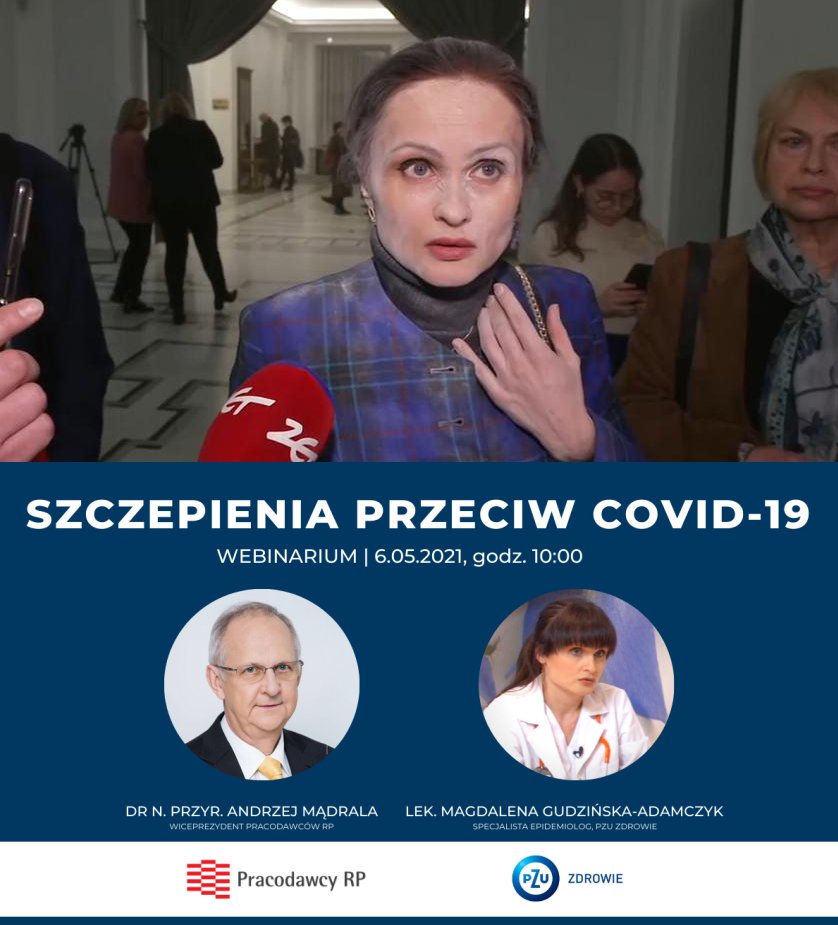 ZET
SZCZEPIENIA PRZECIW COVID-19
WEBINARIUM | 6.05.2021, godz. 10:00
DR N. PRZYR. ANDRZEJ MĄDRALA
WICEPREZYDENT PRACODAWCÓW RP
LEK. MAGDALENA GUDZIŃSKA-ADAMCZYK
SPECJALISTA EPIDEMIOLOG, PZU ZDROWIE
Pracodawcy RP
PZU ZDROWIE